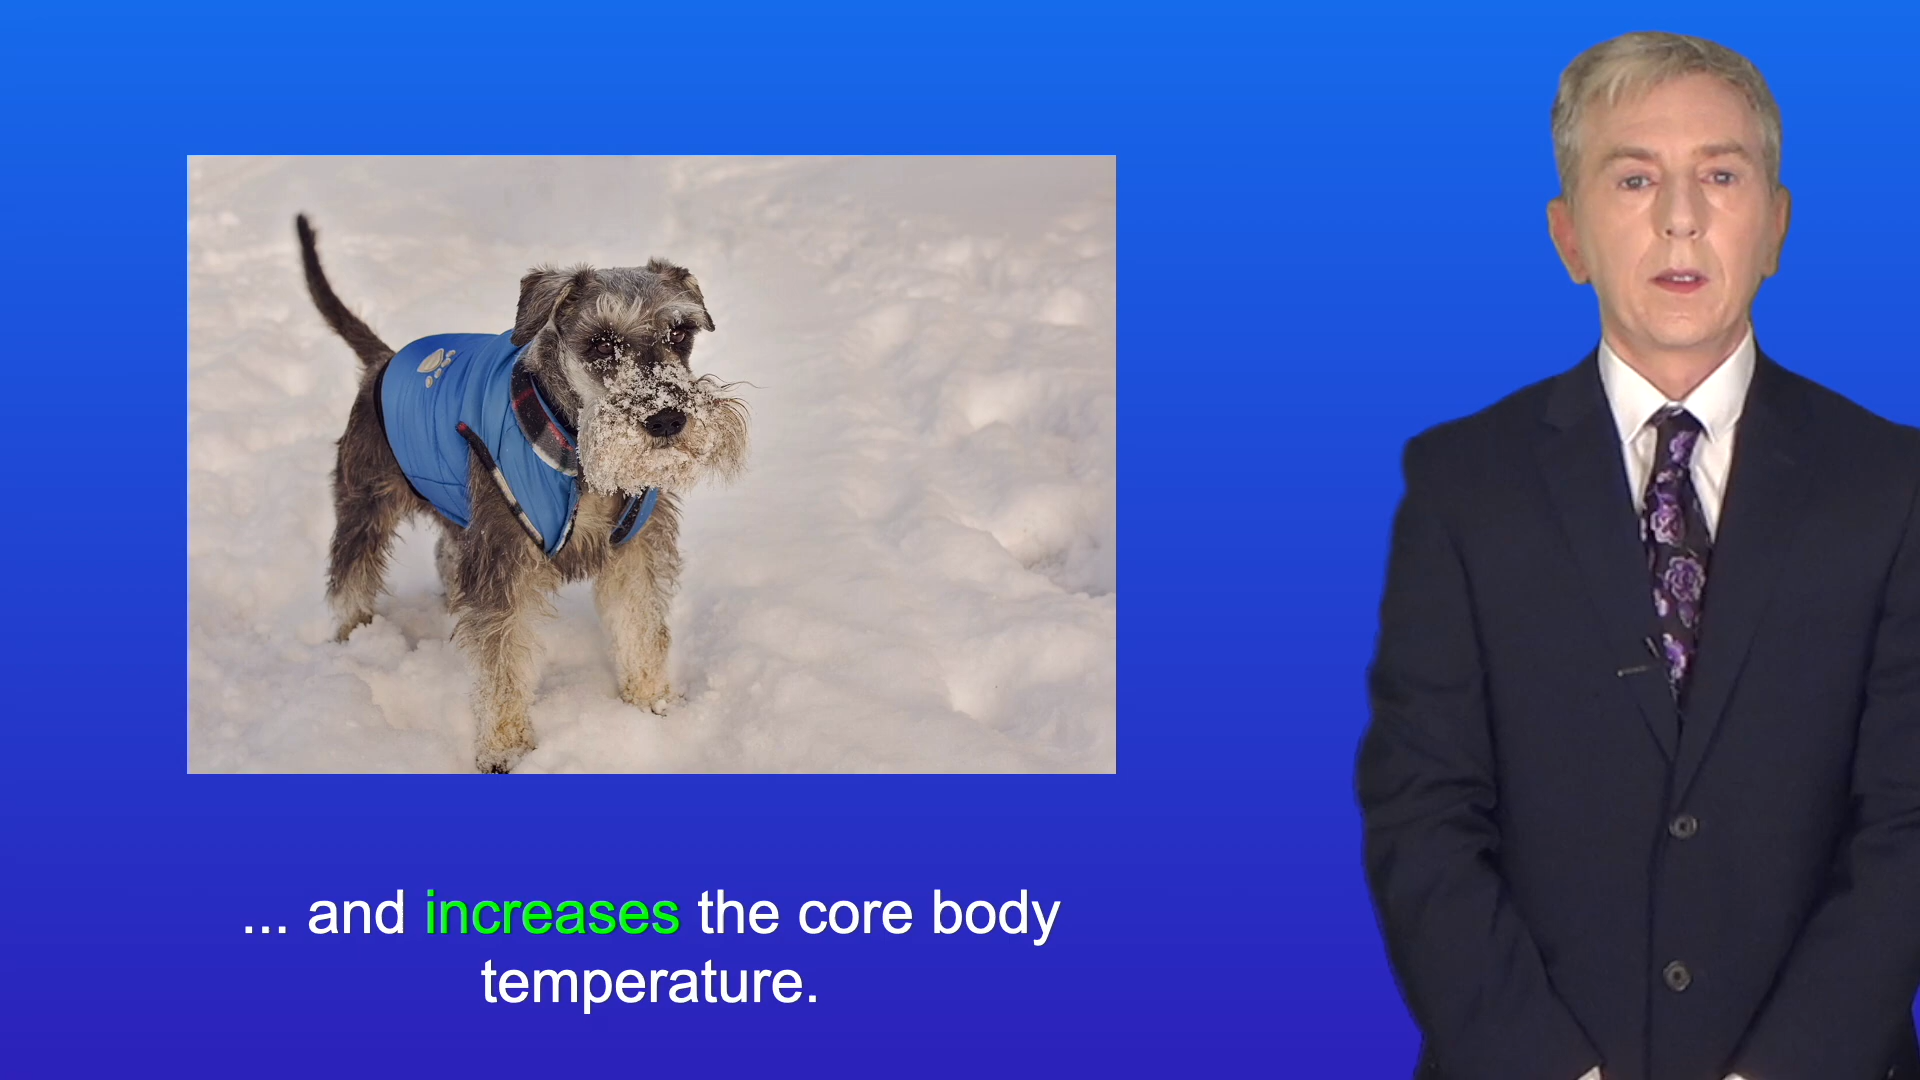 ... and increases the core body
temperature.